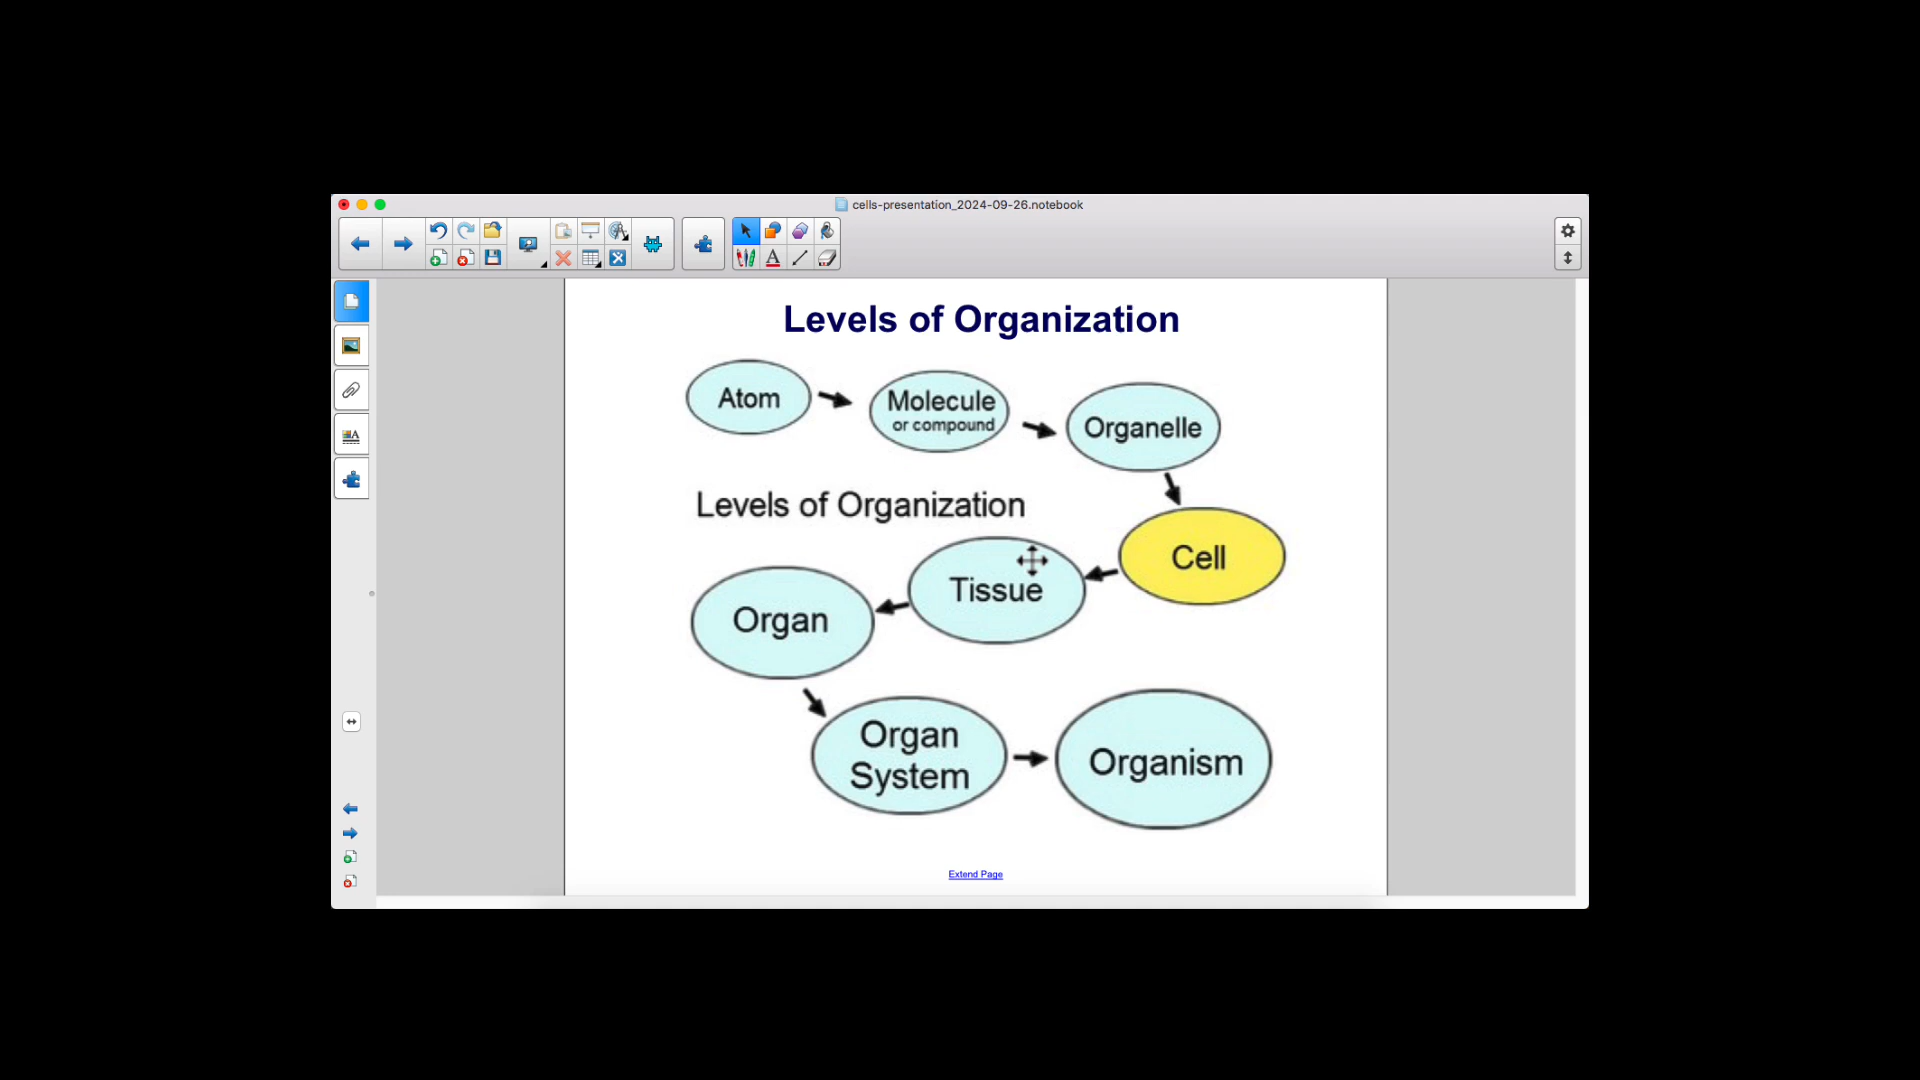 cells-presentation_2024-09-26.notebook
Levels of Organization
Atom
Molecule
or compound
Organelle
Levels of Organization
Cell
Tissue
Organ
Organ
System
Organism
Extend Page